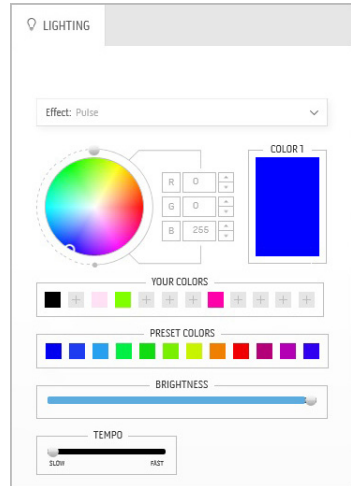 LIGHTING
Effect: Pulse
COLOR 1
R 0
G 0
B 255
YOUR COLORS
PRESET COLORS
BRIGHTNESS
TEMPO
SLOW FAST